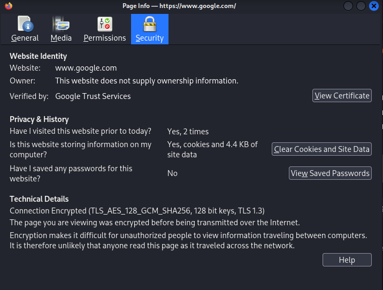 Page Info — https://www.google.com/
General Media Permissions Security
Website Identity
Website: www.google.com
Owner: This website does not supply ownership information.
Verified by: Google Trust Services View Certificate
Privacy & History
Have I visited this website prior to today? Yes, 2 times
Is this website storing information on my Yes, cookies and 4.4 KB of
computer? site data Clear Cookies and Site Data
Have I saved any passwords for this No View Saved Passwords
website?
Technical Details
Connection Encrypted (TLS_AES_128_GCM_SHA256, 128 bit keys, TLS 1.3)
The page you are viewing was encrypted before being transmitted over the Internet.
Encryption makes it difficult for unauthorized people to view information traveling between computers.
It is therefore unlikely that anyone read this page as it traveled across the network.
Help